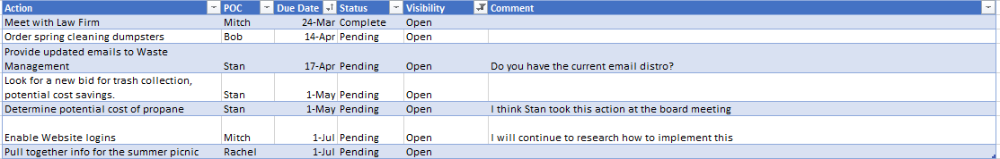 Action POC Due Date Status Visibility Comment
Meet with Law Firm Mitch 24-Mar Complete Open
Order spring cleaning dumpsters Bob 14-Apr Pending Open
Provide updated emails to Waste
Management Stan 17-Apr Pending Open Do you have the current email distro?
Look for a new bid for trash collection,
potential cost savings. Stan 1-May Pending Open
Determine potential cost of propane Stan 1-May Pending Open I think Stan took this action at the board meeting
Enable Website logins Mitch 1-Jul Pending Open I will continue to research how to implement this
Pull together info for the summer picnic Rachel 1-Jul Pending Open